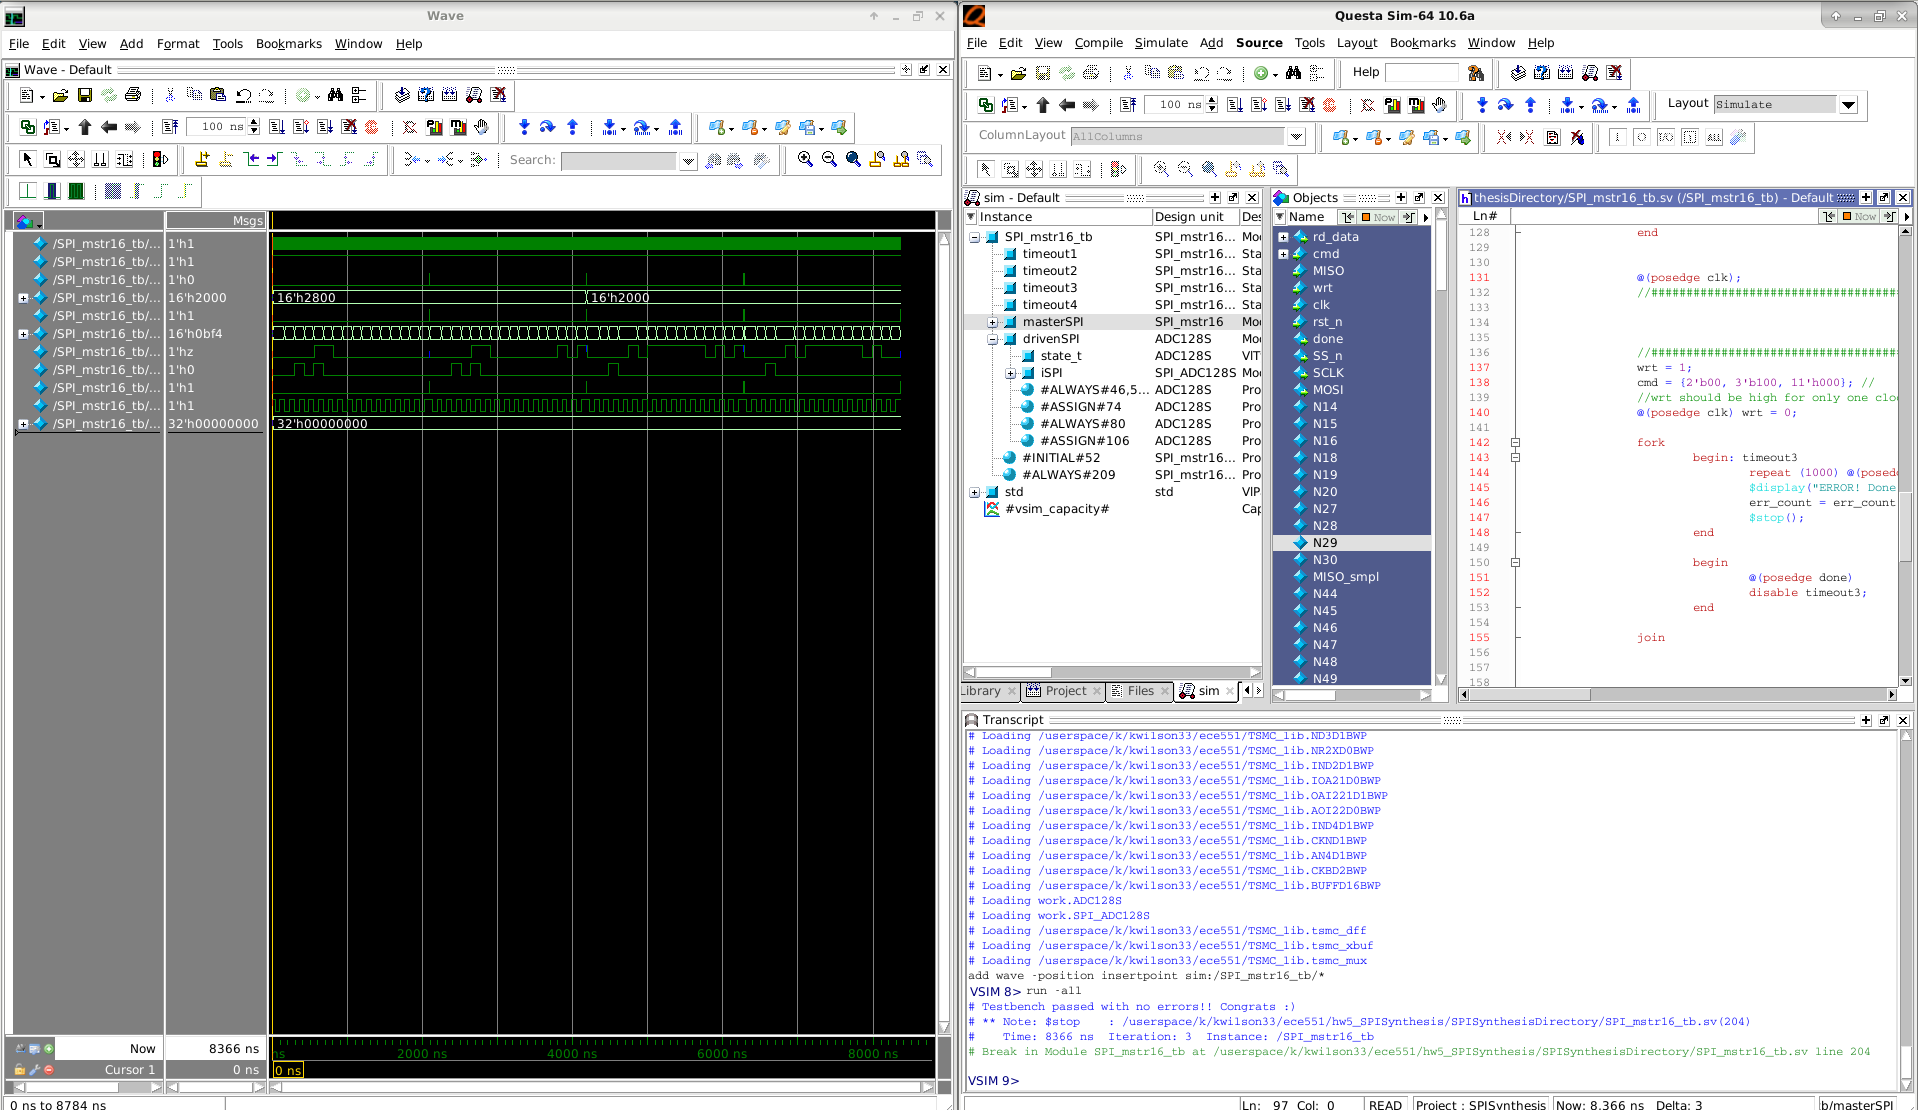 Wave
File Edit View Add Format Tools Bookmarks Window Help
Wave - Default
100 ns
Search:
Msgs
/SPI_mstr16_tb/... 1'h1
/SPI_mstr16_tb/... 1'h1
/SPI_mstr16_tb/... 1'h0
/SPI_mstr16_tb/... 16'h2000 16'h2800 16'h2000
/SPI_mstr16_tb/... 1'h1
/SPI_mstr16_tb/... 16'h0bf4
/SPI_mstr16_tb/... 1'hz
/SPI_mstr16_tb/... 1'h0
/SPI_mstr16_tb/... 1'h1
/SPI_mstr16_tb/... 1'h1
/SPI_mstr16_tb/... 32'h00000000 32'h00000000
Now 8366 ns
ns 2000 ns 4000 ns 6000 ns 8000 ns
Cursor 1 0 ns
0 ns
0 ns to 8784 ns
Questa Sim-64 10.6a
File Edit View Compile Simulate Add Source Tools Layout Bookmarks Window Help
Help
100 ns
Layout Simulate
ColumnLayout AllColumns
sim - Default
Instance Design unit Des
SPI_mstr16_tb SPI_mstr16... Mo
timeout1 SPI_mstr16... Sta
timeout2 SPI_mstr16... Sta
timeout3 SPI_mstr16... Sta
timeout4 SPI_mstr16... Sta
masterSPI SPI_mstr16 Mo
drivenSPI ADC128S Mo
state_t ADC128S VIT
iSPI SPI_ADC128S Mo
#ALWAYS#46,5... ADC128S Pro
#ASSIGN#74 ADC128S Pro
#ALWAYS#80 ADC128S Pro
#ASSIGN#106 ADC128S Pro
#INITIAL#52 SPI_mstr16... Pro
#ALWAYS#209 SPI_mstr16... Pro
std std VIP
#vsim_capacity# Cap
Library Project Files sim
Objects
Name Now
rd_data
cmd
MISO
wrt
clk
rst_n
done
SS_n
SCLK
MOSI
N14
N15
N16
N18
N19
N20
N27
N28
N29
N30
MISO_smpl
N44
N45
N46
N47
N48
N49
thesisDirectory/SPI_mstr16_tb.sv (/SPI_mstr16_tb) - Default
Ln# Now
128 end
129
130
131 @(posedge clk);
132 //###################################
133
134
135
136 //###################################
137 wrt = 1;
138 cmd = {2'b00, 3'b100, 11'h000}; //
139 //wrt should be high for only one clo
140 @(posedge clk) wrt = 0;
141
142 fork
143 begin: timeout3
144 repeat (1000) @(posed
145 $display("ERROR! Done
146 err_count = err_count
147 $stop();
148 end
149
150 begin
151 @(posedge done)
152 disable timeout3;
153 end
154
155 join
156
157
158
Transcript
# Loading /userspace/k/kwilson33/ece551/TSMC_lib.ND3D1BWP
# Loading /userspace/k/kwilson33/ece551/TSMC_lib.NR2XD0BWP
# Loading /userspace/k/kwilson33/ece551/TSMC_lib.IND2D1BWP
# Loading /userspace/k/kwilson33/ece551/TSMC_lib.IOA21D0BWP
# Loading /userspace/k/kwilson33/ece551/TSMC_lib.OAI221D1BWP
# Loading /userspace/k/kwilson33/ece551/TSMC_lib.AOI22D0BWP
# Loading /userspace/k/kwilson33/ece551/TSMC_lib.IND4D1BWP
# Loading /userspace/k/kwilson33/ece551/TSMC_lib.CKND1BWP
# Loading /userspace/k/kwilson33/ece551/TSMC_lib.AN4D1BWP
# Loading /userspace/k/kwilson33/ece551/TSMC_lib.CKBD2BWP
# Loading /userspace/k/kwilson33/ece551/TSMC_lib.BUFFD16BWP
# Loading work.ADC128S
# Loading work.SPI_ADC128S
# Loading /userspace/k/kwilson33/ece551/TSMC_lib.tsmc_dff
# Loading /userspace/k/kwilson33/ece551/TSMC_lib.tsmc_xbuf
# Loading /userspace/k/kwilson33/ece551/TSMC_lib.tsmc_mux
add wave -position insertpoint sim:/SPI_mstr16_tb/*
VSIM 8> run -all
# Testbench passed with no errors!! Congrats :)
# ** Note: $stop : /userspace/k/kwilson33/ece551/hw5_SPISynthesis/SPISynthesisDirectory/SPI_mstr16_tb.sv(204)
# Time: 8366 ns Iteration: 3 Instance: /SPI_mstr16_tb
# Break in Module SPI_mstr16_tb at /userspace/k/kwilson33/ece551/hw5_SPISynthesis/SPISynthesisDirectory/SPI_mstr16_tb.sv line 204
VSIM 9>
Ln: 97 Col: 0 READ Project : SPISynthesis Now: 8,366 ns Delta: 3 b/masterSPI